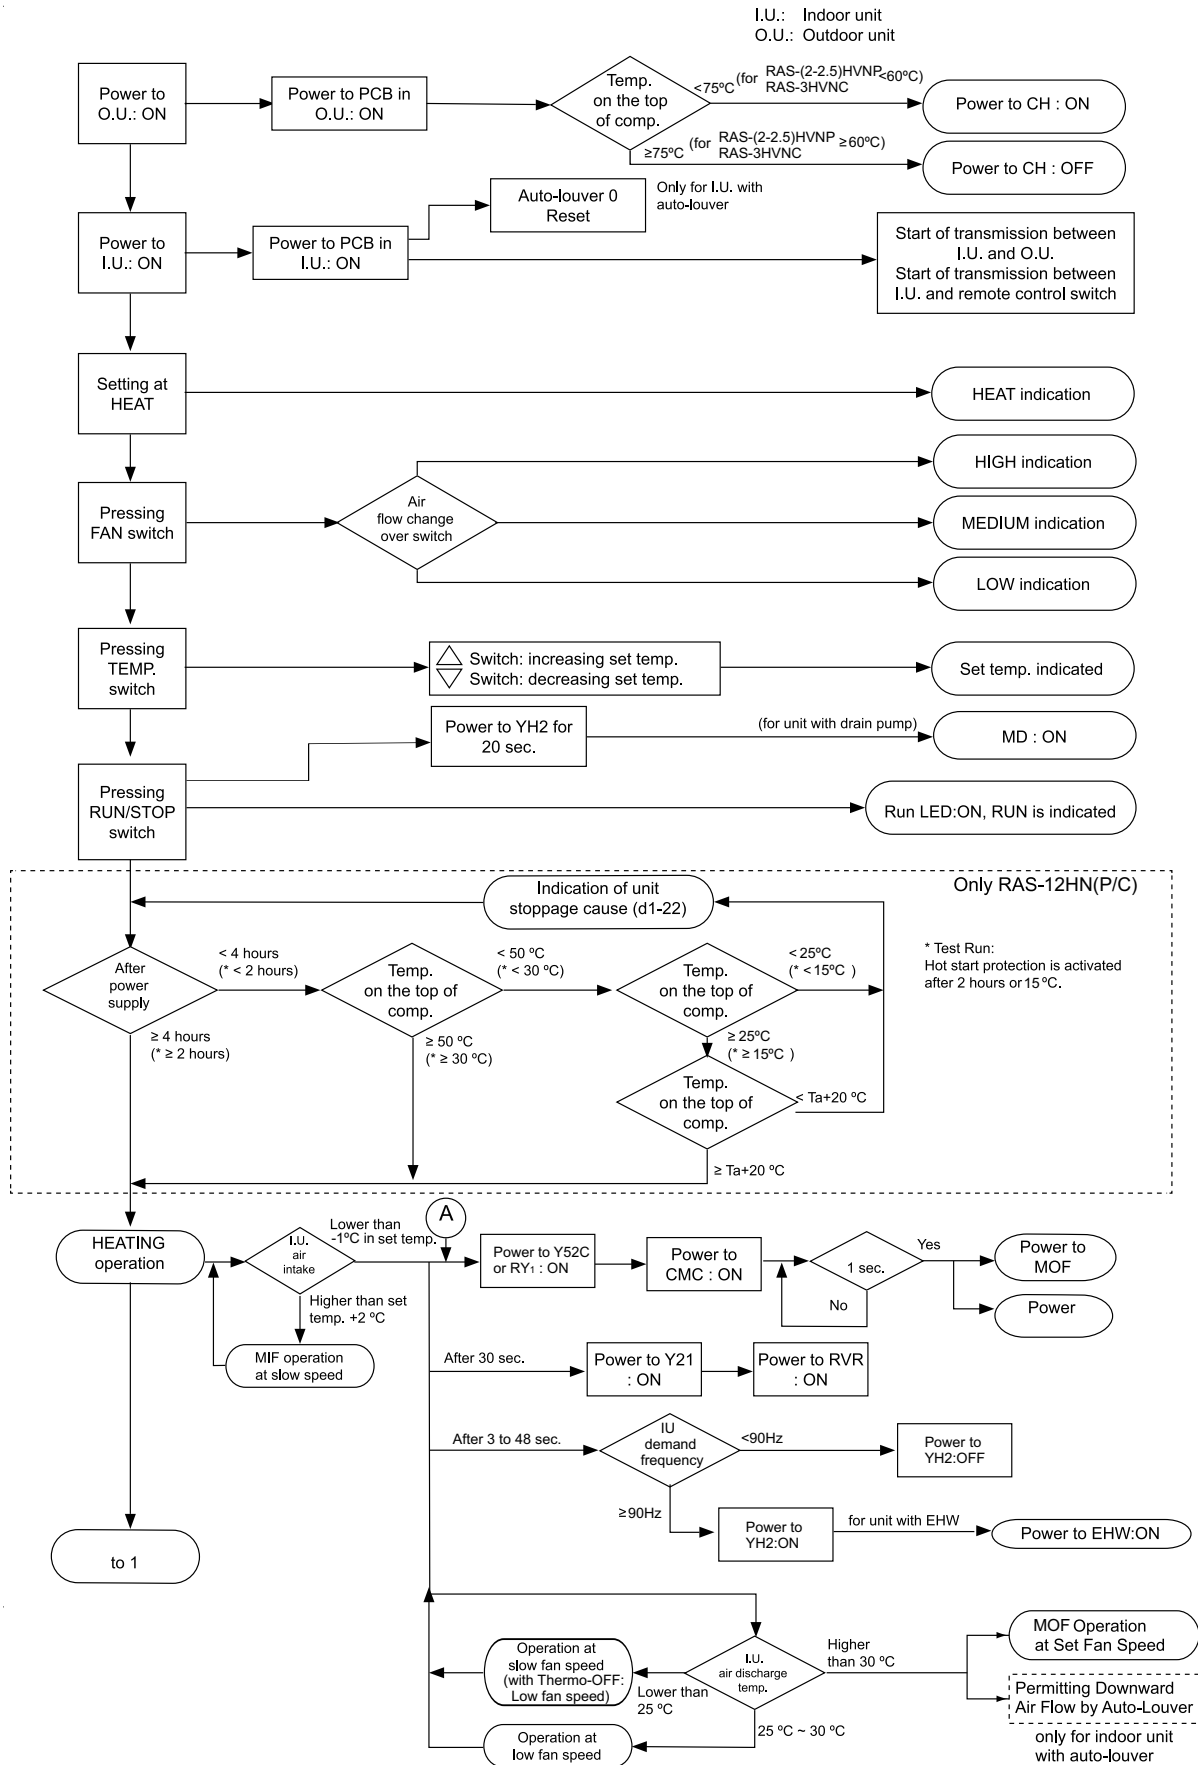 I.U.: Indoor unit
O.U.: Outdoor unit
Power to
O.U.: ON
Power to PCB in
O.U.: ON
Temp.
on the top
of comp.
<75ºC (for RAS-(2-2.5)HVNP <60ºC)
RAS-3HVNC
Power to CH : ON
≥75ºC (for RAS-(2-2.5)HVNP ≥60ºC)
RAS-3HVNC
Power to CH : OFF
Auto-louver 0
Reset
Only for I.U. with
auto-louver
Power to
I.U.: ON
Power to PCB in
I.U.: ON
Start of transmission between
I.U. and O.U.
Start of transmission between
I.U. and remote control switch
Setting at
HEAT
HEAT indication
Pressing
FAN switch
Air
flow change
over switch
HIGH indication
MEDIUM indication
LOW indication
Pressing
TEMP.
switch
Switch: increasing set temp.
Switch: decreasing set temp.
Set temp. indicated
Power to YH2 for
20 sec.
(for unit with drain pump)
MD : ON
Pressing
RUN/STOP
switch
Run LED:ON, RUN is indicated
Only RAS-12HN(P/C)
Indication of unit
stoppage cause (d1-22)
* Test Run:
Hot start protection is activated
after 2 hours or 15 ºC.
After
power
supply
< 4 hours
(* < 2 hours)
≥ 4 hours
(* ≥ 2 hours)
Temp.
on the top of
comp.
< 50 ºC
(* < 30 ºC)
≥ 50 ºC
(* ≥ 30 ºC)
Temp.
on the top of
comp.
< 25ºC
(* < 15ºC )
≥ 25ºC
(* ≥ 15ºC )
Temp.
on the top of
comp.
< Ta+20 ºC
≥ Ta+20 ºC
HEATING
operation
I.U.
air
intake
Lower than
-1ºC in set temp.
Higher than set
temp. +2 ºC
MIF operation
at slow speed
A
Power to Y52C
or RY1 : ON
Power to
CMC : ON
1 sec.
Yes
No
Power to
MOF
Power
After 30 sec.
Power to Y21
: ON
Power to RVR
: ON
After 3 to 48 sec.
IU
demand
frequency
<90Hz
Power to
YH2:OFF
≥90Hz
Power to
YH2:ON
for unit with EHW
Power to EHW:ON
to 1
Operation at
slow fan speed
(with Thermo-OFF:
Low fan speed)
Lower than
25 ºC
I.U.
air discharge
temp.
Higher
than 30 ºC
MOF Operation
at Set Fan Speed
Permitting Downward
Air Flow by Auto-Louver
25 ºC ~ 30 ºC
Operation at
low fan speed
only for indoor unit
with auto-louver